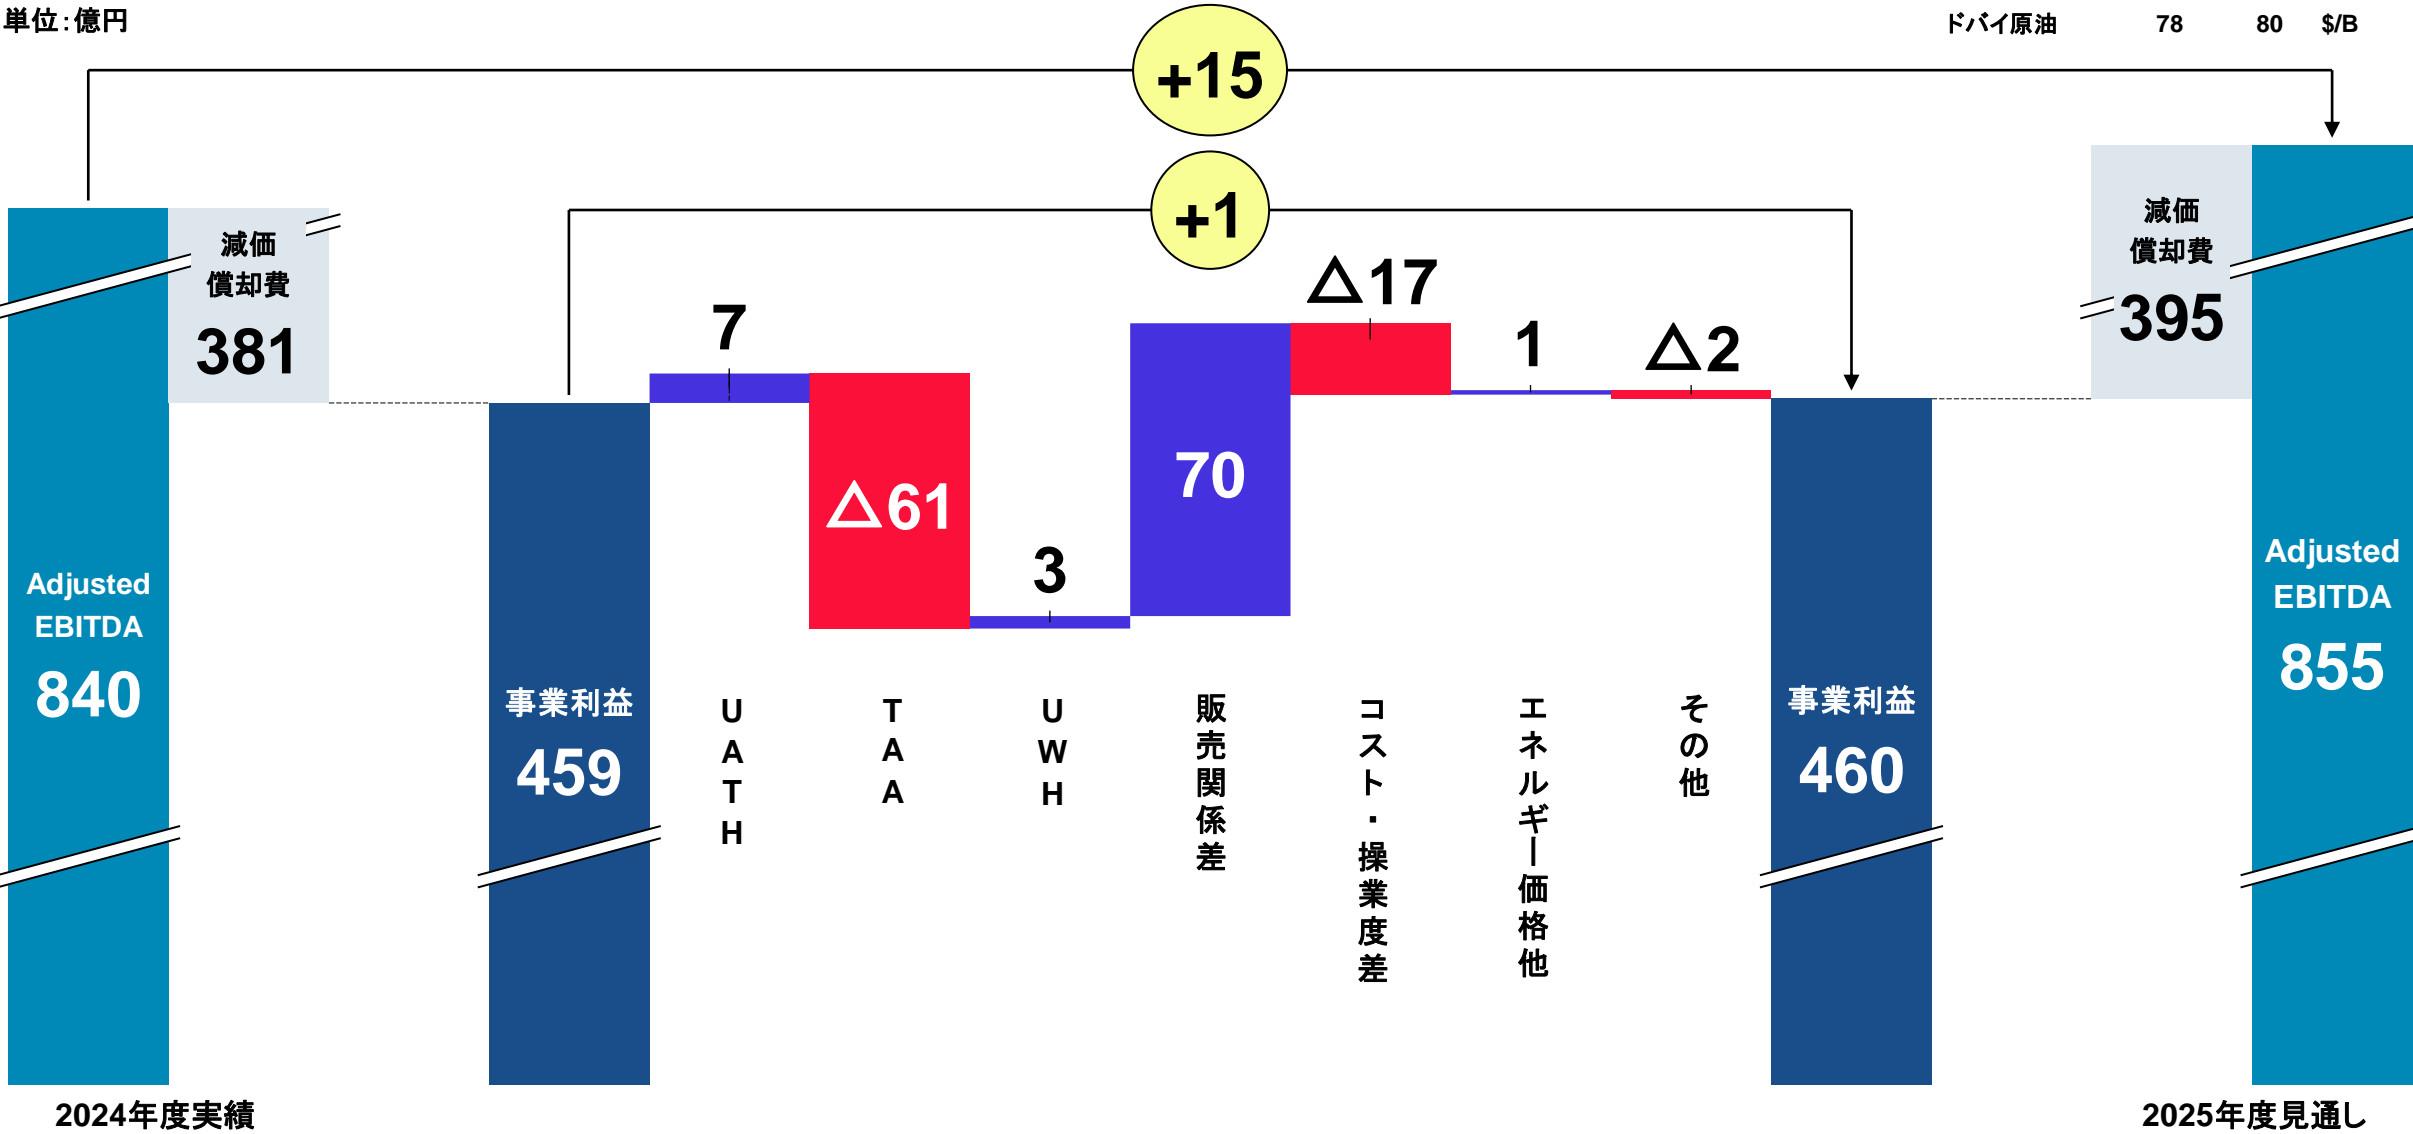 単位：億円
ドバイ原油 78 80 $/B
+15
+1
減価
償却費
381
減価
償却費
395
7
△61
3
70
△17
1
△2
Adjusted
EBITDA
840
事業利益
459
UATH
TAA
UWH
販売関係差
コスト・操業度差
エネルギー価格他
その他
事業利益
460
Adjusted
EBITDA
855
2024年度実績
2025年度見通し